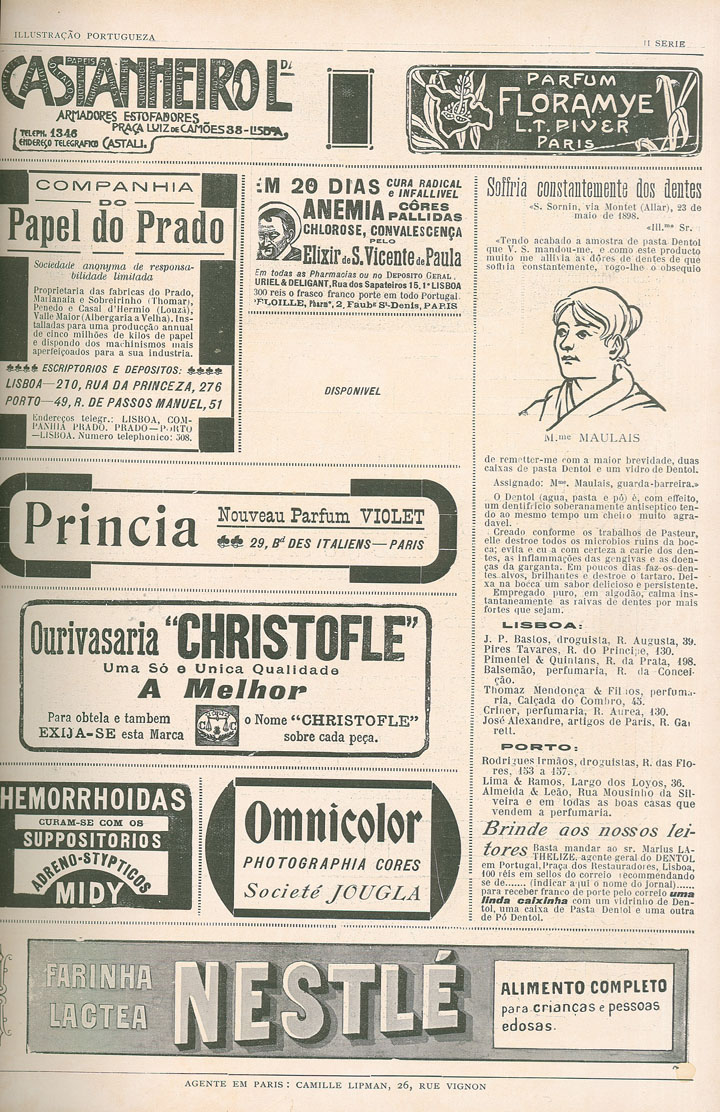 ILLUSTRAÇÃO PORTUGUEZA
II SERIE
CASTANHEIRO L.DA
ARMADORES ESTOFADORES
PRAÇA LUIZ DE CAMÕES 38 - LISBOA
TELEPH. 1346
ENDEREÇO TELEGRAFICO CASTALI.
PARFUM
FLORAMYE
L.T. PIVER
PARIS
COMPANHIA
DO
Papel do Prado
Sociedade anonyma de responsa-
bilidade limitada
Proprietaria das fabricas do Prado,
Marianaia e Sobreirinho (Thomar),
Penedo e Casal d'Hermio (Louzã),
Valle Maior (Albergaria a Velha), Ins-
talladas para uma producção annual
de cinco milhões de kilos de papel
e dispondo dos machinismos mais
aperfeiçoados para a sua industria.
ESCRIPTORIOS E DEPOSITOS:
LISBOA—270, RUA DA PRINCEZA, 276
PORTO—49, R. DE PASSOS MANUEL, 51
Endereços telegr.: LISBOA, COM-
PANHIA PRADO. PRADO—PORTO
—LISBOA. Numero telephonico: 508.
EM 20 DIAS CURA RADICAL
e INFALLIVEL
ANEMIA CÔRES
PALLIDAS
CHLOROSE, CONVALESCENÇA
PELO
Elixir de S. Vicente de Paula
Em todas as Pharmacias ou no DEPOSITO GERAL.
URIEL & DELIGANT, Rua dos Sapateiros 15, 1º LISBOA
300 reis o frasco franco porte em todo Portugal.
FLOILLE, Pharmº, 2, Faubg St-Denis, PARIS
DISPONIVEL
Princia
Nouveau Parfum VIOLET
29, Bd DES ITALIENS—PARIS
Ourivasaria "CHRISTOFLE"
Uma Só e Unica Qualidade
A Melhor
Para obtela e tambem
EXIJA-SE esta Marca
o Nome "CHRISTOFLE"
sobre cada peça.
HEMORRHOIDAS
CURAM-SE COM OS
SUPPOSITORIOS
ADRENO-STYPTICOS
MIDY
Omnicolor
PHOTOGRAPHIA CORES
Societé JOUGLA
Soffria constantemente dos dentes
«S. Sornin, via Montet (Allar), 23 de
maio de 1898.
«Ill.mo Sr.
«Tendo acabado a amostra de pasta Dentol
que V. S. mandou-me, e como este producto
muito me allivia as dôres de dentes de que
soffria constantemente, rogo-lhe o obsequio
M.me MAULAIS
de remetter-me com a maior brevidade, duas
caixas de pasta Dentol e um vidro de Dentol.
Assignado: Mme. Maulais, guarda-barreira.»
O Dentol (agua, pasta e pó) é, com effeito,
um dentificio soberanamente antiseptico ten-
do ao mesmo tempo um cheiro muito agra-
davel.
Creado conforme os trabalhos de Pasteur,
elle destroe todos os microbios ruins da boc-
ca; evita e cura com certeza a carie dos den-
tes, as inflammações das gengivas e as doen-
ças da garganta. Em poucos dias faz-os den-
tes alvos, brilhantes e destroe o tartaro. Dei-
xa na bocca um sabor delicioso e persistente.
Empregado puro, em algodão, calma ins-
tantaneamente as raivas de dentes por mais
fortes que sejam.
LISBOA:
J. P. Bastos, droguista, R. Augusta, 39.
Pires Tavares, R. do Principe, 130.
Pimentel & Quintans, R. da Prata, 198.
Balsemão, perfumaria, R. da Concei-
ção.
Thomaz Mendonça & Filhos, perfuma-
ria, Calçada do Combro, 45.
Criner, perfumaria, R. Aurea, 130.
José Alexandre, artigos de Paris, R. Gar-
rett.
PORTO:
Rodrigues Irmãos, droguistas, R. das Flo-
res, 153 a 157.
Lima & Ramos, Largo dos Loyos, 36.
Almeida & Leão, Rua Mousinho da Sil-
veira e em todas as boas casas que
vendem a perfumaria.
Brinde aos nossos lei-
tores Basta mandar ao sr. Marius LA-
THELIZE, agente geral do DENTOL
em Portugal, Praça dos Restauradores, Lisboa,
100 réis em sellos do correio recommendando
se de...... (indicar aqui o nome do jornal)......
para receber franco de porte pelo correio uma
linda caixinha com um vidrinho de Den-
tol, uma caixa de Pasta Dentol e uma outra
de Pó Dentol.
FARINHA
LACTEA
NESTLÉ
ALIMENTO COMPLETO
para crianças e pessoas
edosas.
AGENTE EM PARIS: CAMILLE LIPMAN, 26, RUE VIGNON